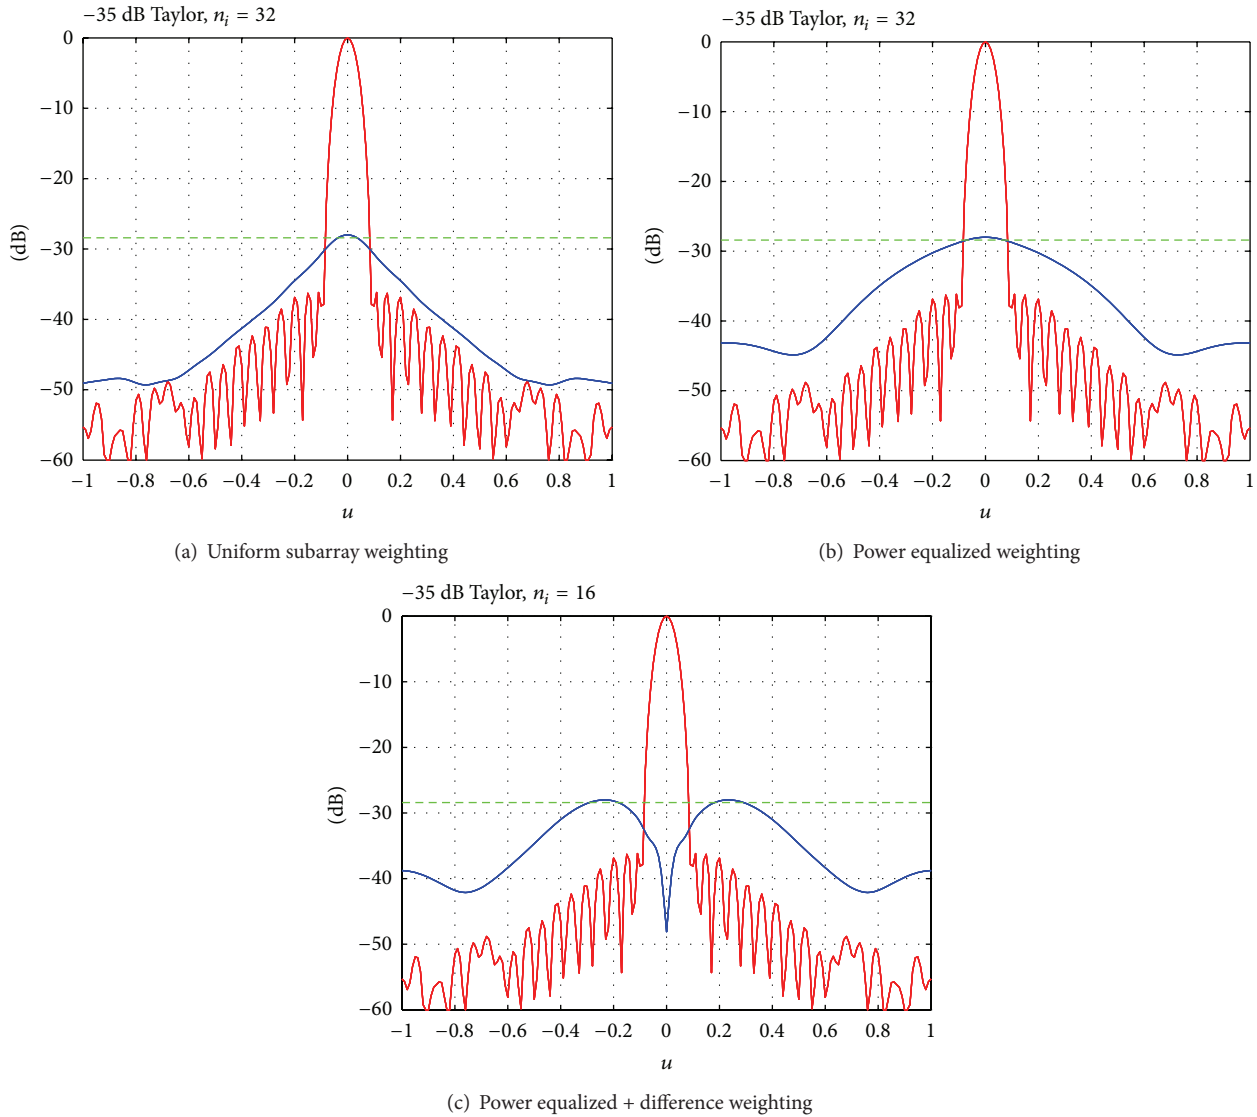 −35 dB Taylor, nᵢ = 32
0
−10
−20
−30
−40
−50
−60
(dB)
−1 −0.8 −0.6 −0.4 −0.2 0 0.2 0.4 0.6 0.8 1
u
(a) Uniform subarray weighting
−35 dB Taylor, nᵢ = 32
0
−10
−20
−30
−40
−50
−60
(dB)
−1 −0.8 −0.6 −0.4 −0.2 0 0.2 0.4 0.6 0.8 1
u
(b) Power equalized weighting
−35 dB Taylor, nᵢ = 16
0
−10
−20
−30
−40
−50
−60
(dB)
−1 −0.8 −0.6 −0.4 −0.2 0 0.2 0.4 0.6 0.8 1
u
(c) Power equalized + difference weighting